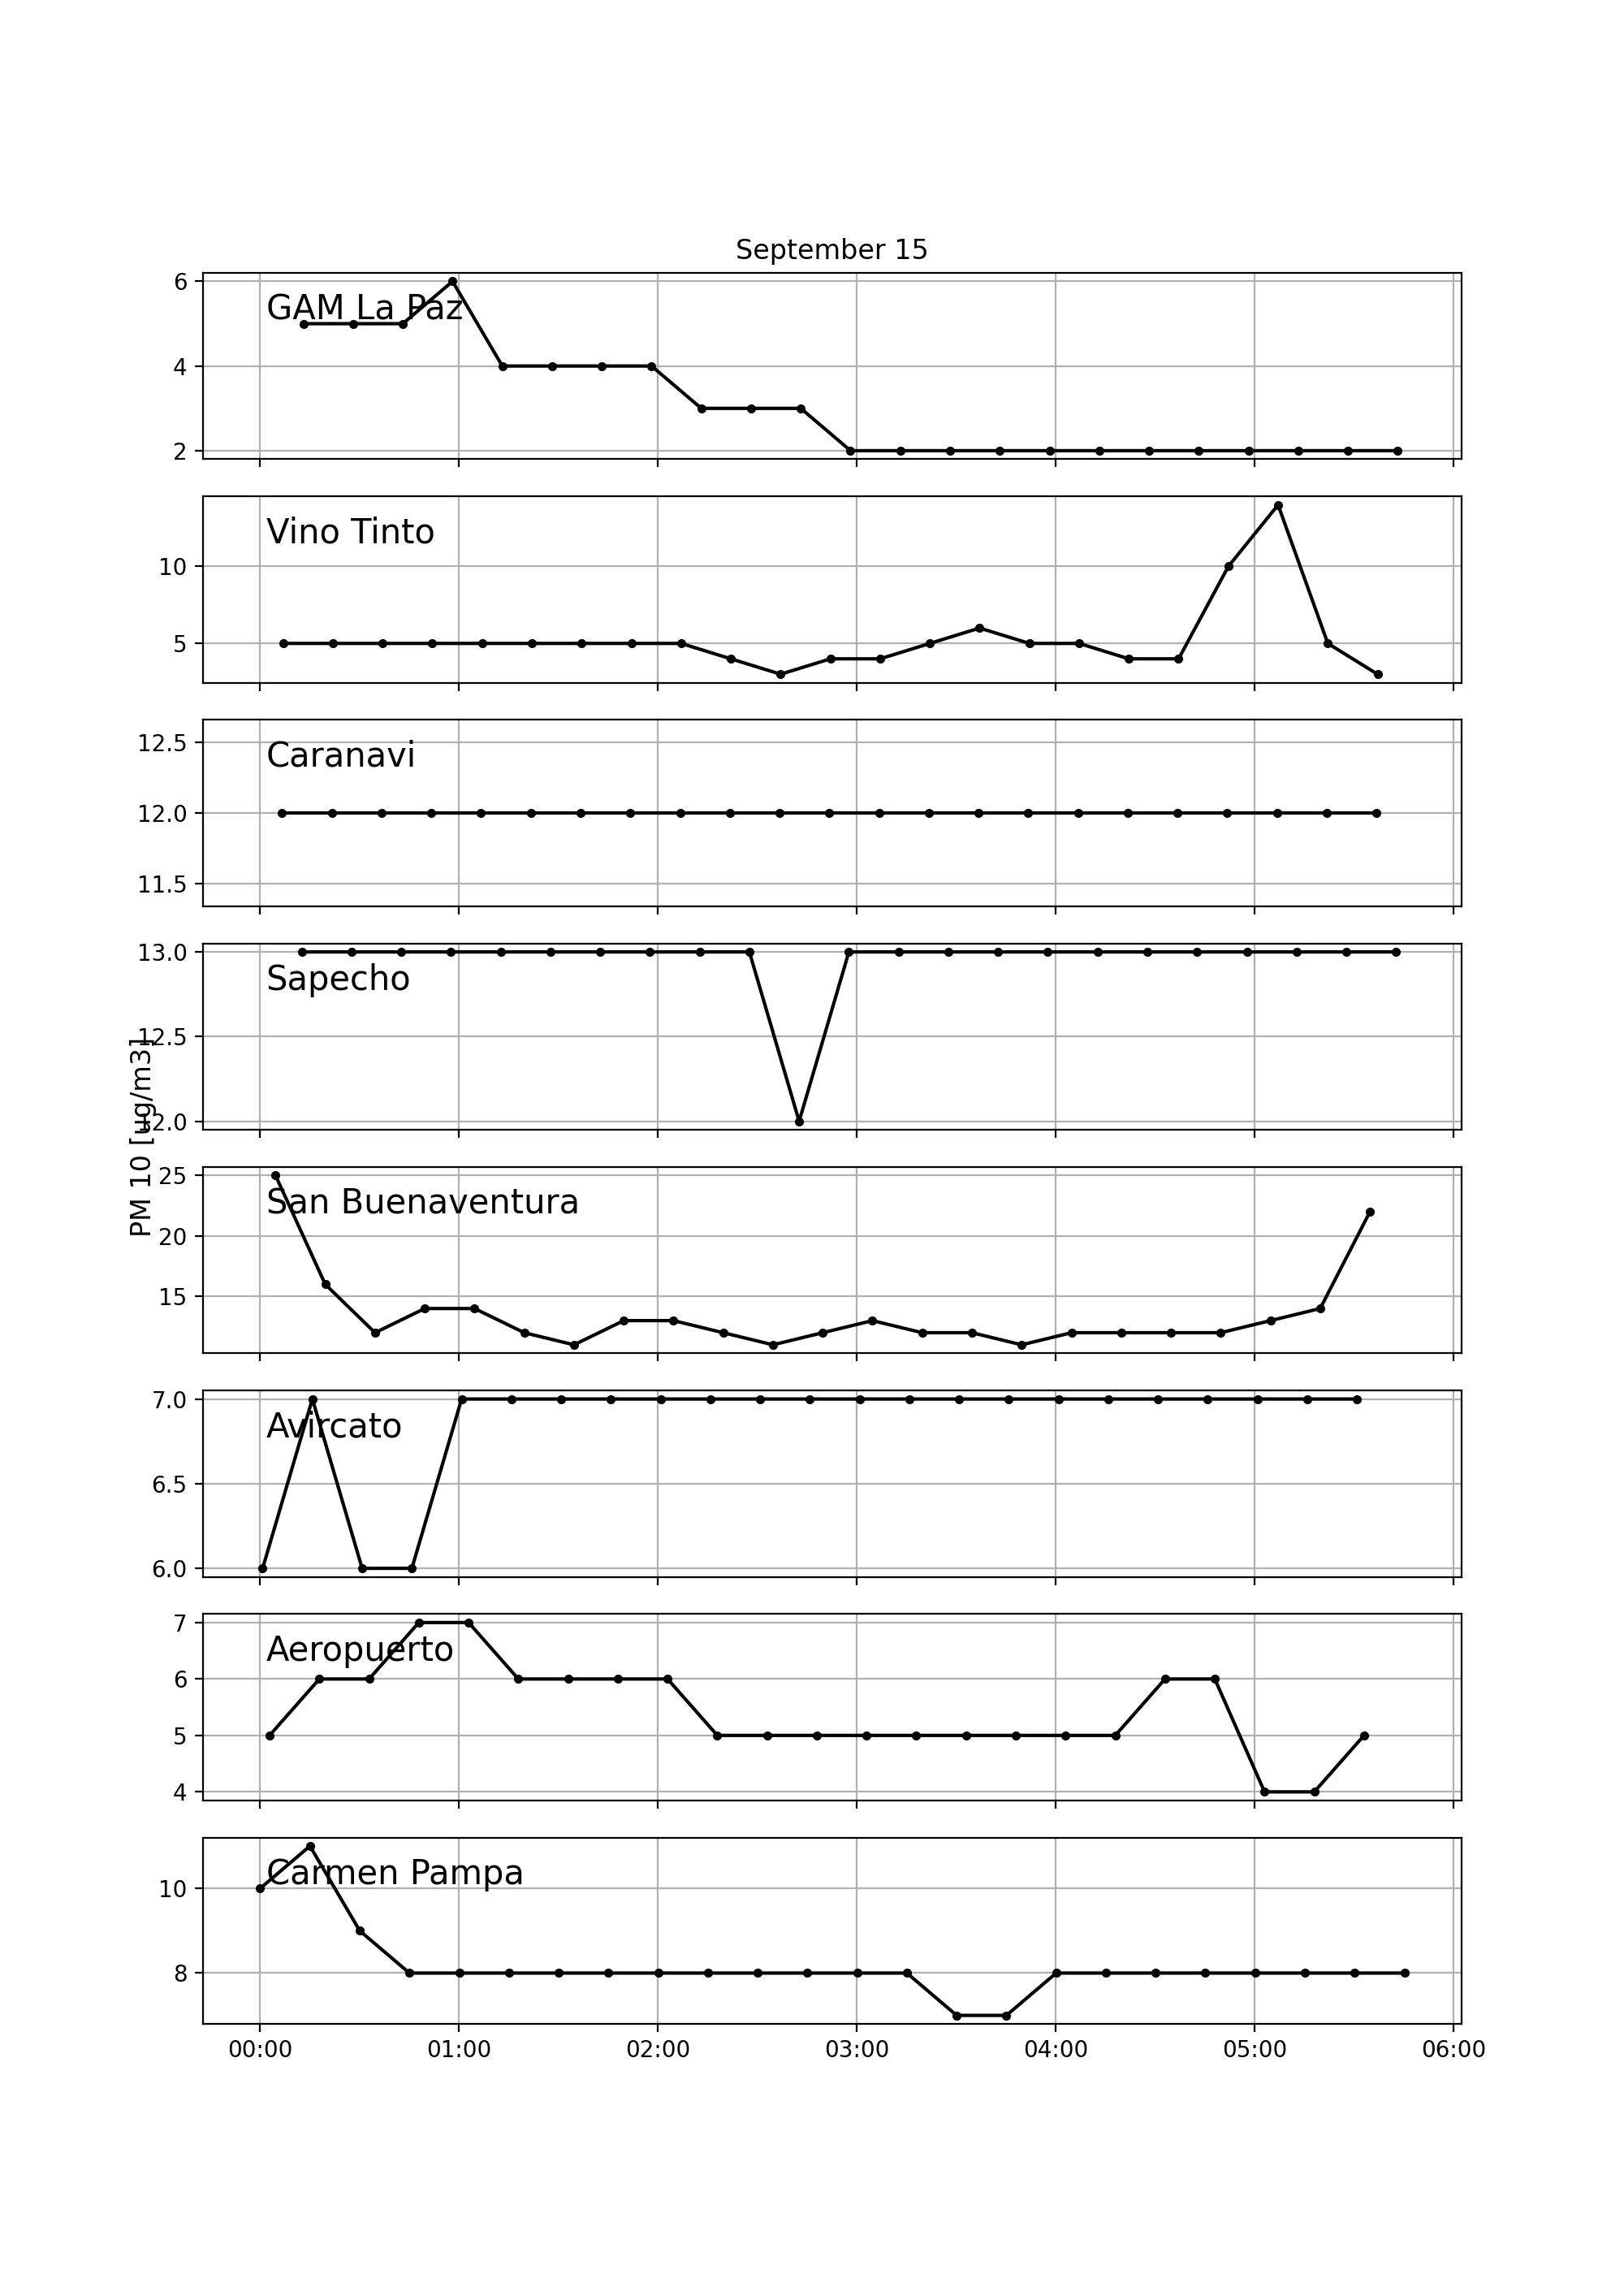 September 15
6
GAM La Paz
4
2
Vino Tinto
10
5
12.5
Caranavi
12.0
11.5
13.0
Sapecho
12.5
12.0
PM 10 [ug/m3]
25
San Buenaventura
20
15
7.0
Avircato
6.5
6.0
7
Aeropuerto
6
5
4
Carmen Pampa
10
8
00:00 01:00 02:00 03:00 04:00 05:00 06:00